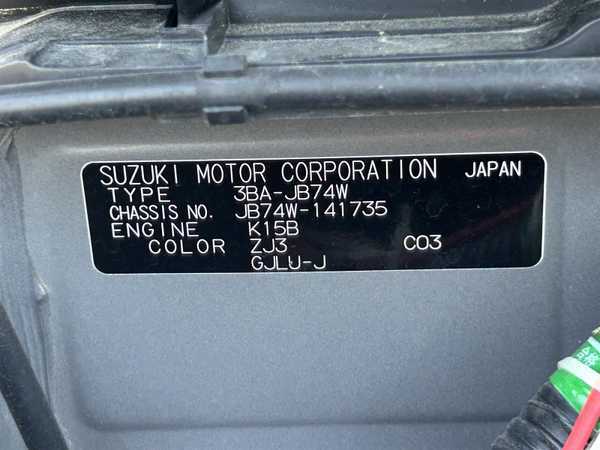 SUZUKI MOTOR CORPORATION JAPAN
TYPE 3BA-JB74W
CHASSIS NO. JB74W-141735
ENGINE K15B
COLOR ZJ3 C03
GJLU-J